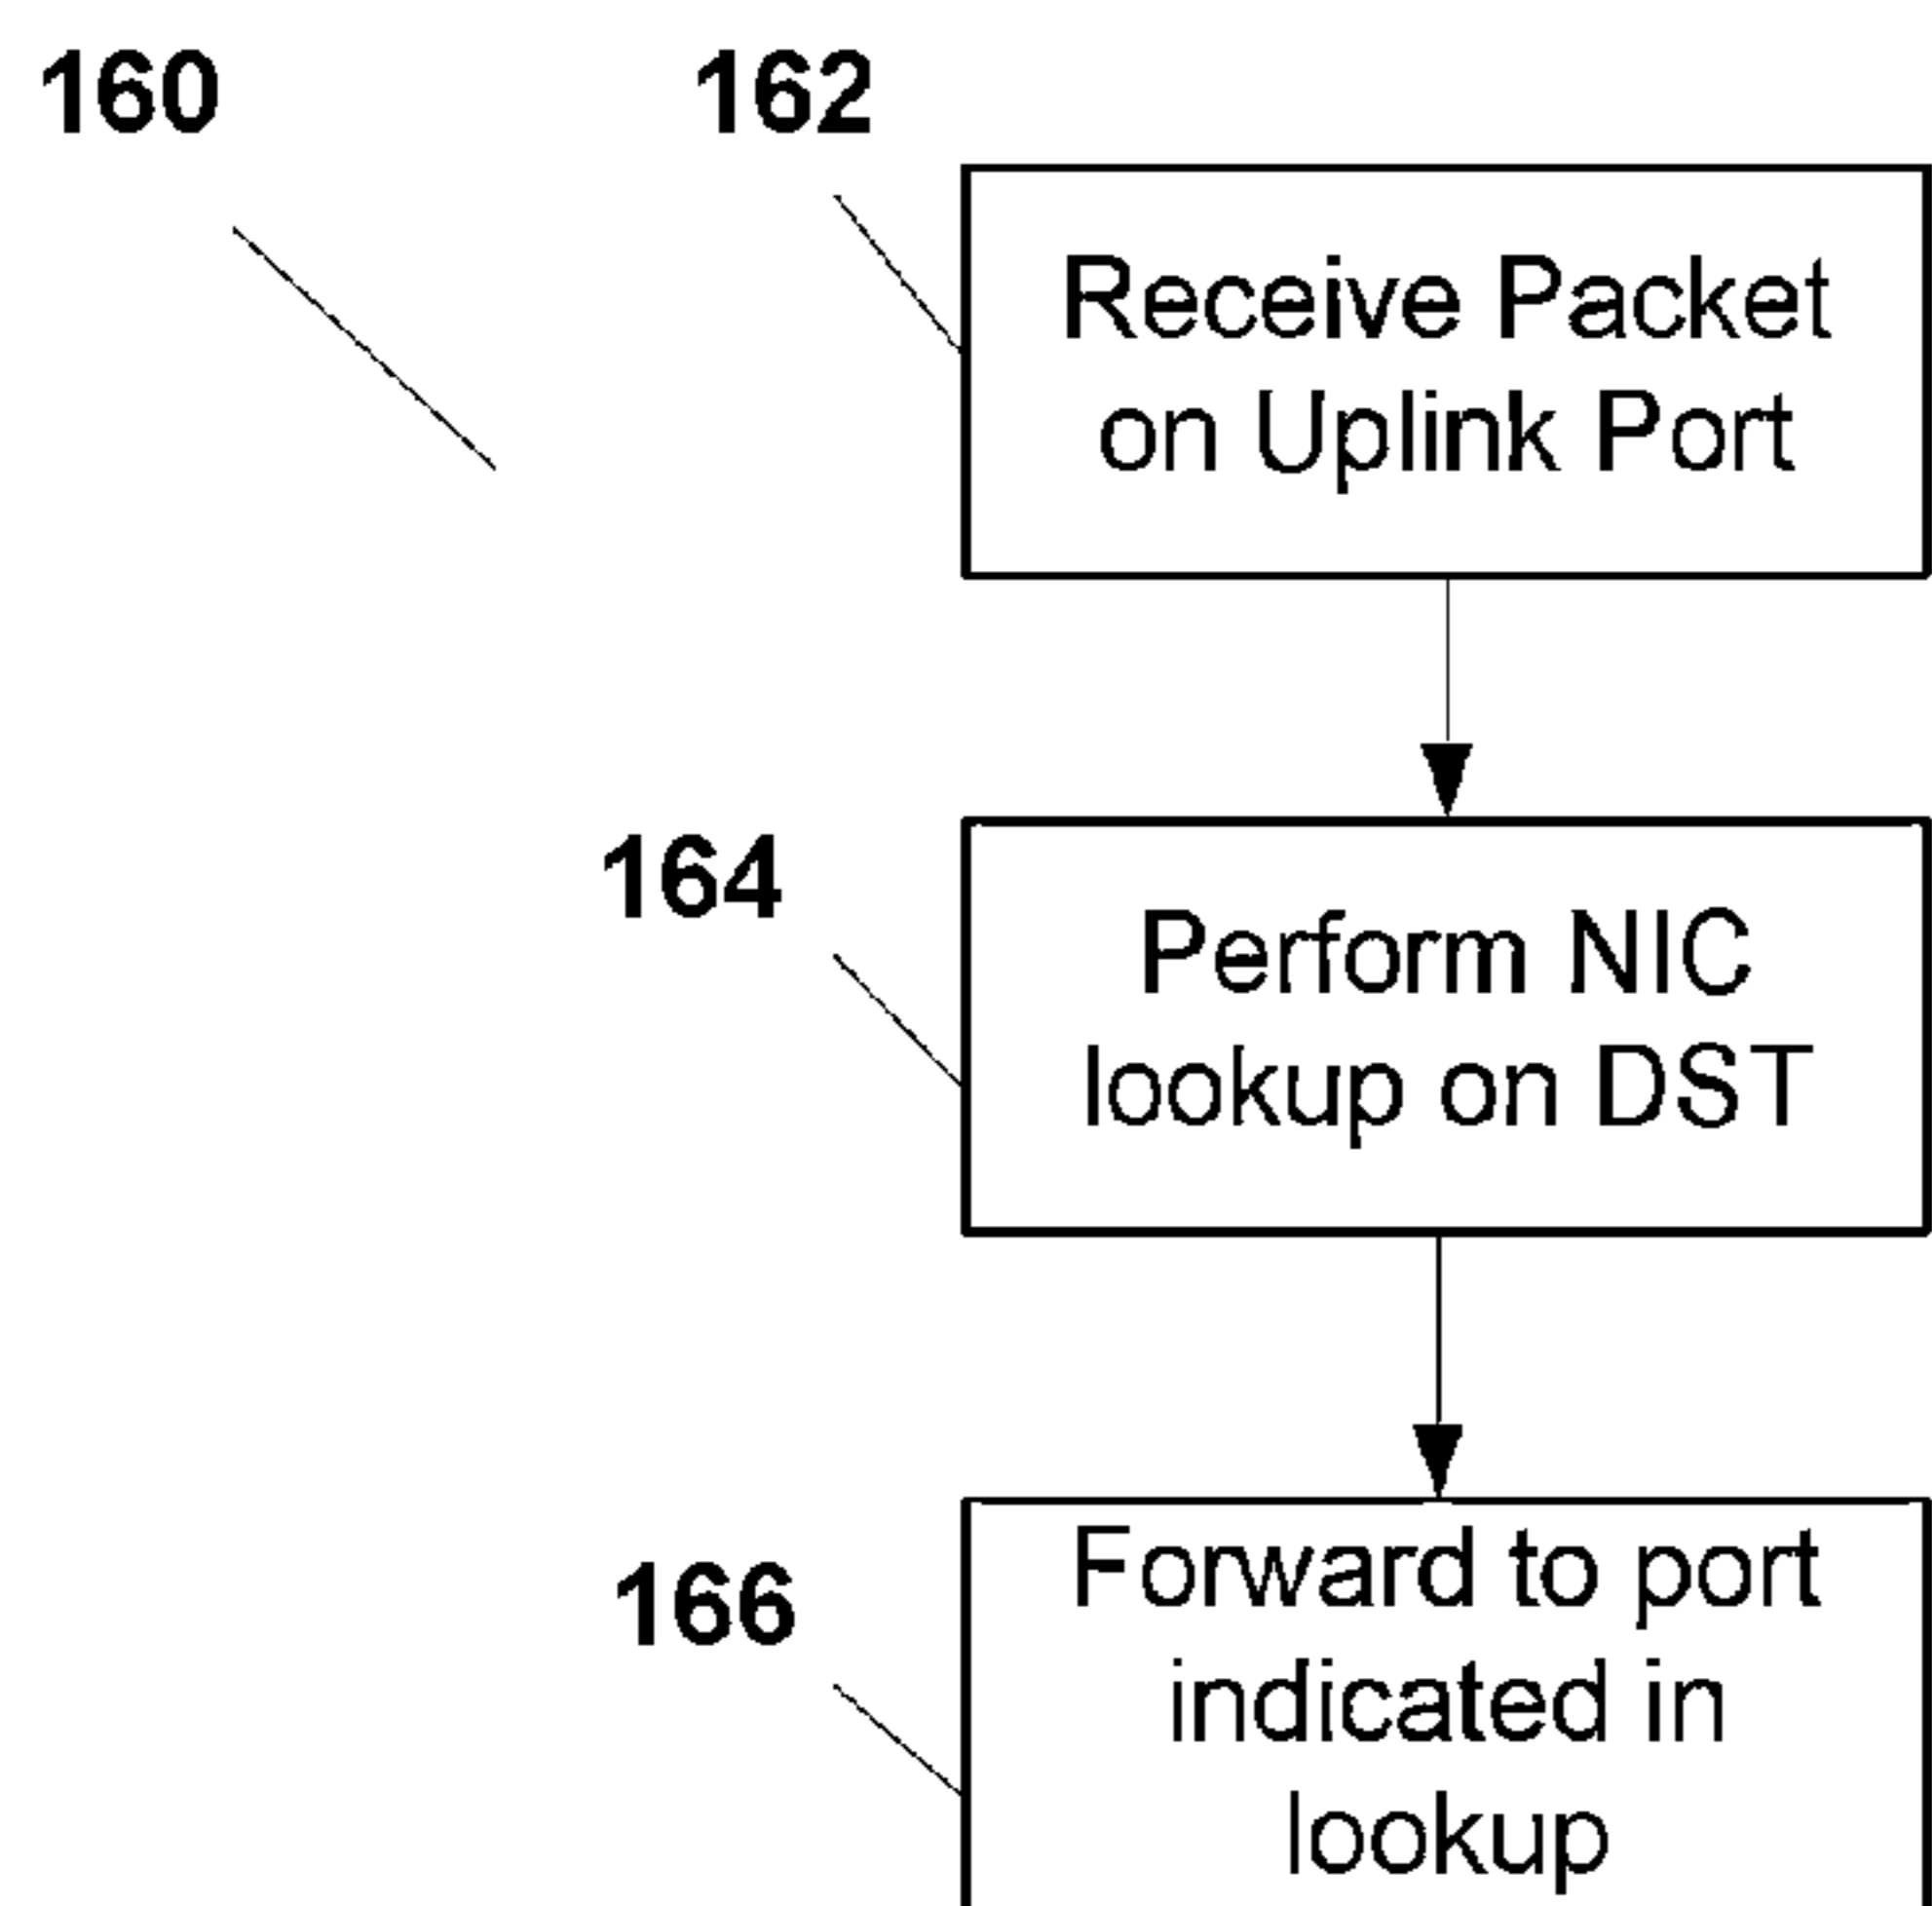 160
162
Receive Packet
on Uplink Port
164
Perform NIC
lookup on DST
166
Forward to port
indicated in
lookup